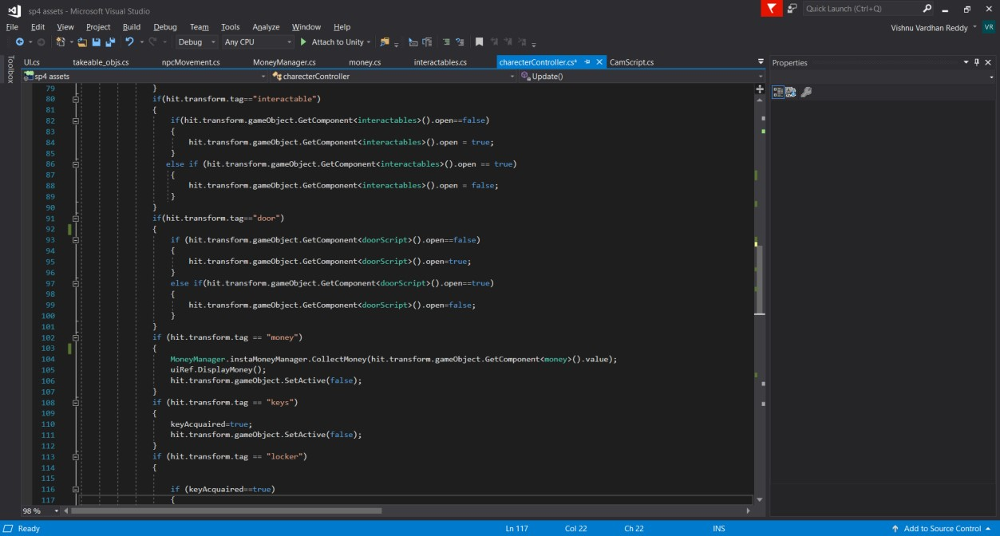 sp4 assets - Microsoft Visual Studio
Quick Launch (Ctrl+Q)
File Edit View Project Build Debug Team Tools Analyze Window Help
Vishnu Vardhan Reddy VR
Debug Any CPU Attach to Unity
Toolbox
UI.cs takeable_objs.cs npcMovement.cs MoneyManager.cs money.cs interactables.cs charecterController.cs* CamScript.cs
Properties
sp4 assets charecterController Update()
79 }
80 if(hit.transform.tag=="interactable")
81 {
82 if(hit.transform.gameObject.GetComponent<interactables>().open==false)
83 {
84 hit.transform.gameObject.GetComponent<interactables>().open = true;
85 }
86 else if (hit.transform.gameObject.GetComponent<interactables>().open == true)
87 {
88 hit.transform.gameObject.GetComponent<interactables>().open = false;
89 }
90 }
91 if(hit.transform.tag=="door")
92 {
93 if (hit.transform.gameObject.GetComponent<doorScript>().open==false)
94 {
95 hit.transform.gameObject.GetComponent<doorScript>().open=true;
96 }
97 else if(hit.transform.gameObject.GetComponent<doorScript>().open==true)
98 {
99 hit.transform.gameObject.GetComponent<doorScript>().open=false;
100 }
101 }
102 if (hit.transform.tag == "money")
103 {
104 MoneyManager.instaMoneyManager.CollectMoney(hit.transform.gameObject.GetComponent<money>().value);
105 uiRef.DisplayMoney();
106 hit.transform.gameObject.SetActive(false);
107 }
108 if (hit.transform.tag == "keys")
109 {
110 keyAcquaired=true;
111 hit.transform.gameObject.SetActive(false);
112 }
113 if (hit.transform.tag == "locker")
114 {
115
116 if (keyAcquaired==true)
117 {
98 %
Ready Ln 117 Col 22 Ch 22 INS Add to Source Control